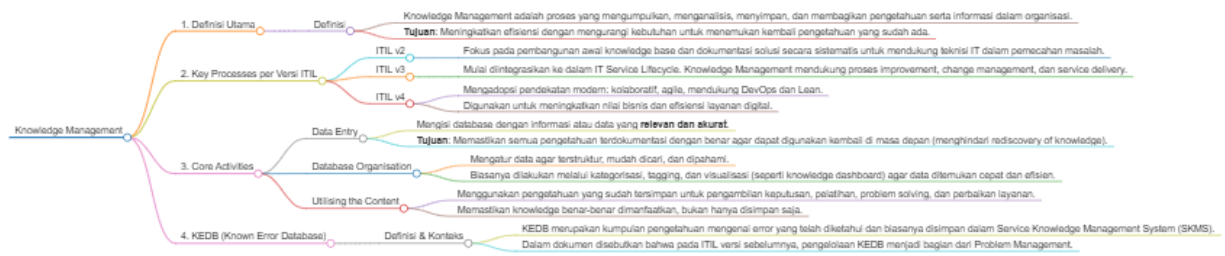 Knowledge Management
1. Definisi Utama
Definisi
Knowledge Management adalah proses yang mengumpulkan, menganalisis, menyimpan, dan membagikan pengetahuan serta informasi dalam organisasi.
Tujuan: Meningkatkan efisiensi dengan mengurangi kebutuhan untuk menemukan kembali pengetahuan yang sudah ada.
2. Key Processes per Versi ITIL
ITIL v2
Fokus pada pembangunan awal knowledge base dan dokumentasi solusi secara sistematis untuk mendukung teknisi IT dalam pemecahan masalah.
ITIL v3
Mulai diintegrasikan ke dalam IT Service Lifecycle. Knowledge Management mendukung proses improvement, change management, dan service delivery.
ITIL v4
Mengadopsi pendekatan modern: kolaboratif, agile, mendukung DevOps dan Lean.
Digunakan untuk meningkatkan nilai bisnis dan efisiensi layanan digital.
3. Core Activities
Data Entry
Mengisi database dengan informasi atau data yang relevan dan akurat.
Tujuan: Memastikan semua pengetahuan terdokumentasi dengan benar agar dapat digunakan kembali di masa depan (menghindari rediscovery of knowledge).
Database Organisation
Mengatur data agar terstruktur, mudah dicari, dan dipahami.
Biasanya dilakukan melalui kategorisasi, tagging, dan visualisasi (seperti knowledge dashboard) agar data ditemukan cepat dan efisien.
Utilising the Content
Menggunakan pengetahuan yang sudah tersimpan untuk pengambilan keputusan, pelatihan, problem solving, dan perbaikan layanan.
Memastikan knowledge benar-benar dimanfaatkan, bukan hanya disimpan saja.
4. KEDB (Known Error Database)
Definisi & Konteks
KEDB merupakan kumpulan pengetahuan mengenai error yang telah diketahui dan biasanya disimpan dalam Service Knowledge Management System (SKMS).
Dalam dokumen disebutkan bahwa pada ITIL versi sebelumnya, pengelolaan KEDB menjadi bagian dari Problem Management.